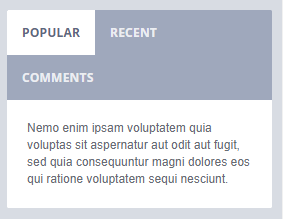 POPULAR RECENT
COMMENTS
Nemo enim ipsam voluptatem quia
voluptas sit aspernatur aut odit aut fugit,
sed quia consequuntur magni dolores eos
qui ratione voluptatem sequi nesciunt.